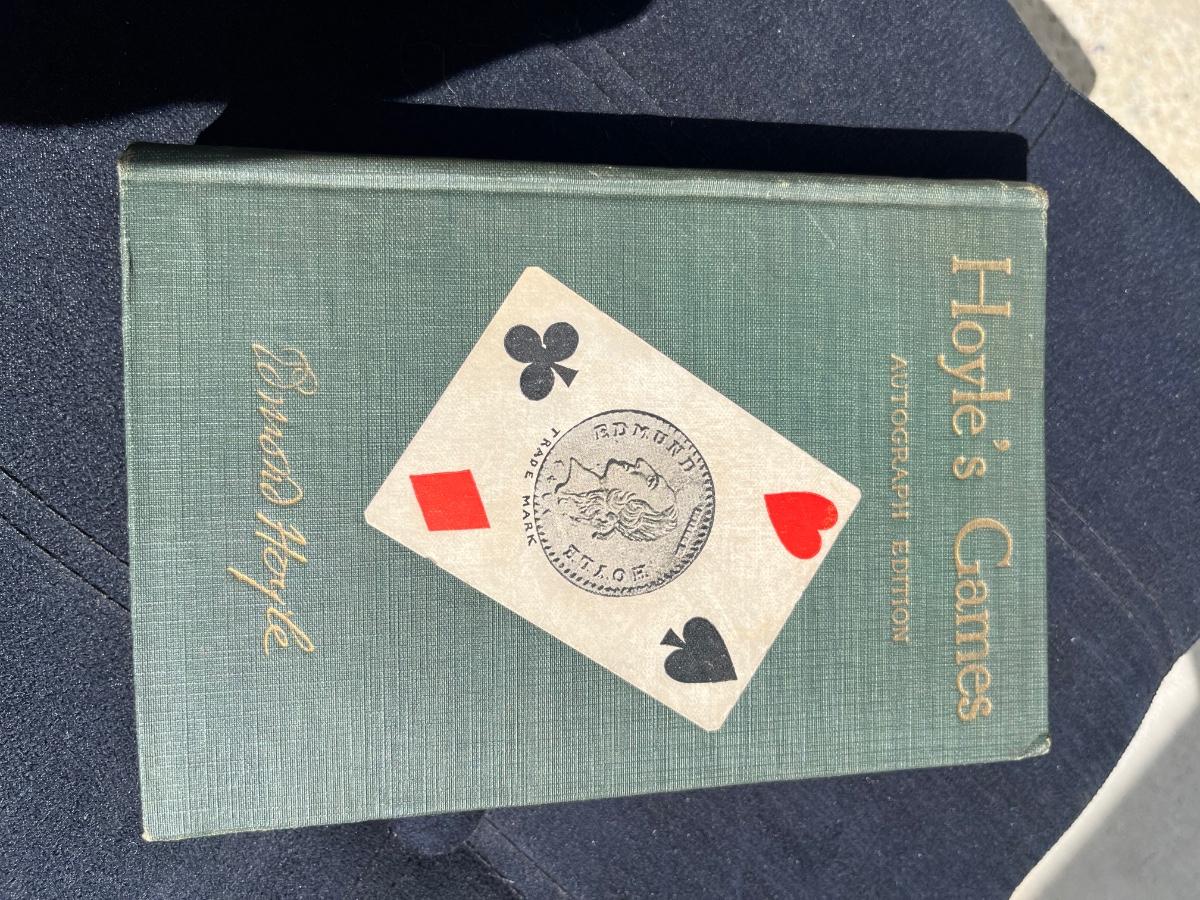 Hoyle's Games
AUTOGRAPH EDITION
EDMUND
HOYLE
TRADE MARK
Edmond Hoyle